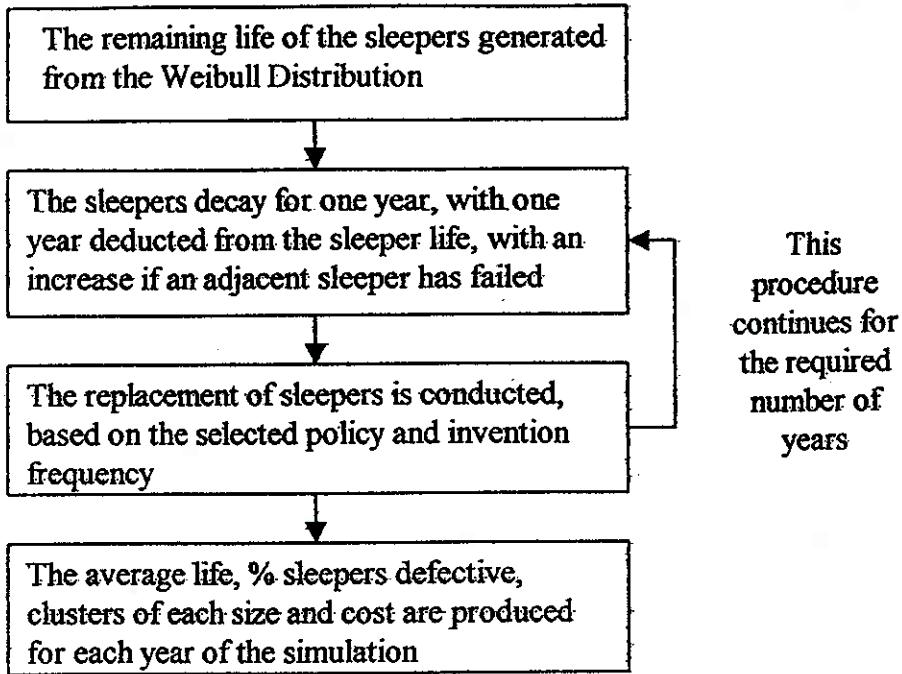 The remaining life of the sleepers generated
from the Weibull Distribution
The sleepers decay for one year, with one
year deducted from the sleeper life, with an
increase if an adjacent sleeper has failed
This
procedure
continues for
the required
number of
years
The replacement of sleepers is conducted,
based on the selected policy and invention
frequency
The average life, % sleepers defective,
clusters of each size and cost are produced
for each year of the simulation